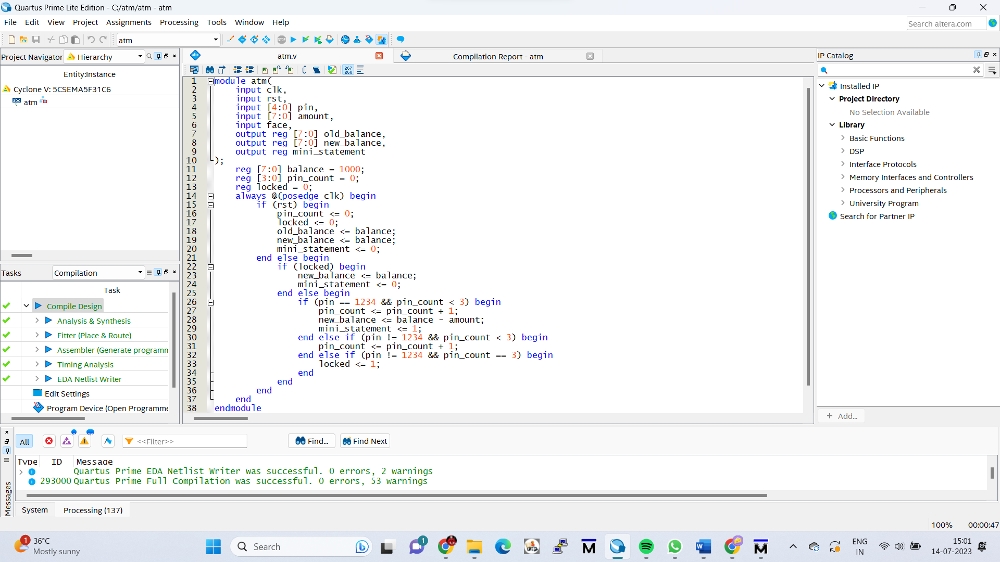 Quartus Prime Lite Edition - C:/atm/atm - atm
File Edit View Project Assignments Processing Tools Window Help
Search altera.com
atm
Project Navigator Hierarchy
Entity:Instance
Cyclone V: 5CSEMA5F31C6
atm
Tasks Compilation
Task
Compile Design
Analysis & Synthesis
Fitter (Place & Route)
Assembler (Generate programm
Timing Analysis
EDA Netlist Writer
Edit Settings
Program Device (Open Programme
atm.v
Compilation Report - atm
267
268
1 module atm(
2 input clk,
3 input rst,
4 input [4:0] pin,
5 input [7:0] amount,
6 input face,
7 output reg [7:0] old_balance,
8 output reg [7:0] new_balance,
9 output reg mini_statement
10 );
11 reg [7:0] balance = 1000;
12 reg [3:0] pin_count = 0;
13 reg locked = 0;
14 always @(posedge clk) begin
15 if (rst) begin
16 pin_count <= 0;
17 locked <= 0;
18 old_balance <= balance;
19 new_balance <= balance;
20 mini_statement <= 0;
21 end else begin
22 if (locked) begin
23 new_balance <= balance;
24 mini_statement <= 0;
25 end else begin
26 if (pin == 1234 && pin_count < 3) begin
27 pin_count <= pin_count + 1;
28 new_balance <= balance - amount;
29 mini_statement <= 1;
30 end else if (pin != 1234 && pin_count < 3) begin
31 pin_count <= pin_count + 1;
32 end else if (pin != 1234 && pin_count == 3) begin
33 locked <= 1;
34 end
35 end
36 end
37 end
38 endmodule
IP Catalog
Installed IP
Project Directory
No Selection Available
Library
Basic Functions
DSP
Interface Protocols
Memory Interfaces and Controllers
Processors and Peripherals
University Program
Search for Partner IP
+ Add...
All <<Filter>> Find... Find Next
Type ID Message
Quartus Prime EDA Netlist Writer was successful. 0 errors, 2 warnings
293000 Quartus Prime Full Compilation was successful. 0 errors, 53 warnings
Messages
System Processing (137)
100% 00:00:47
1
36°C
Mostly sunny
Search
1
ENG
IN
15:01
14-07-2023